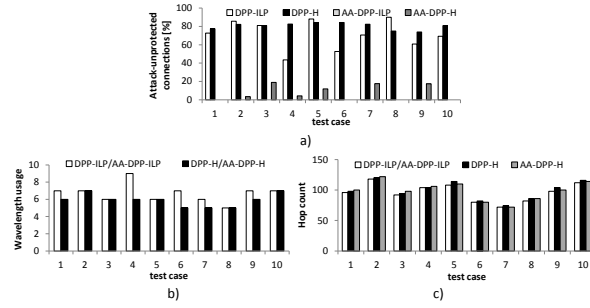 DPP-ILP DPP-H AA-DPP-ILP AA-DPP-H
Attack-unprotected
connections [%]
100
80
60
40
20
0
1 2 3 4 5 6 7 8 9 10
test case
a)
DPP-ILP/AA-DPP-ILP DPP-H/AA-DPP-H
Wavelength usage
10
8
6
4
2
0
1 2 3 4 5 6 7 8 9 10
test case
b)
DPP-ILP/AA-DPP-ILP DPP-H AA-DPP-H
Hop count
150
100
50
0
1 2 3 4 5 6 7 8 9 10
test case
c)